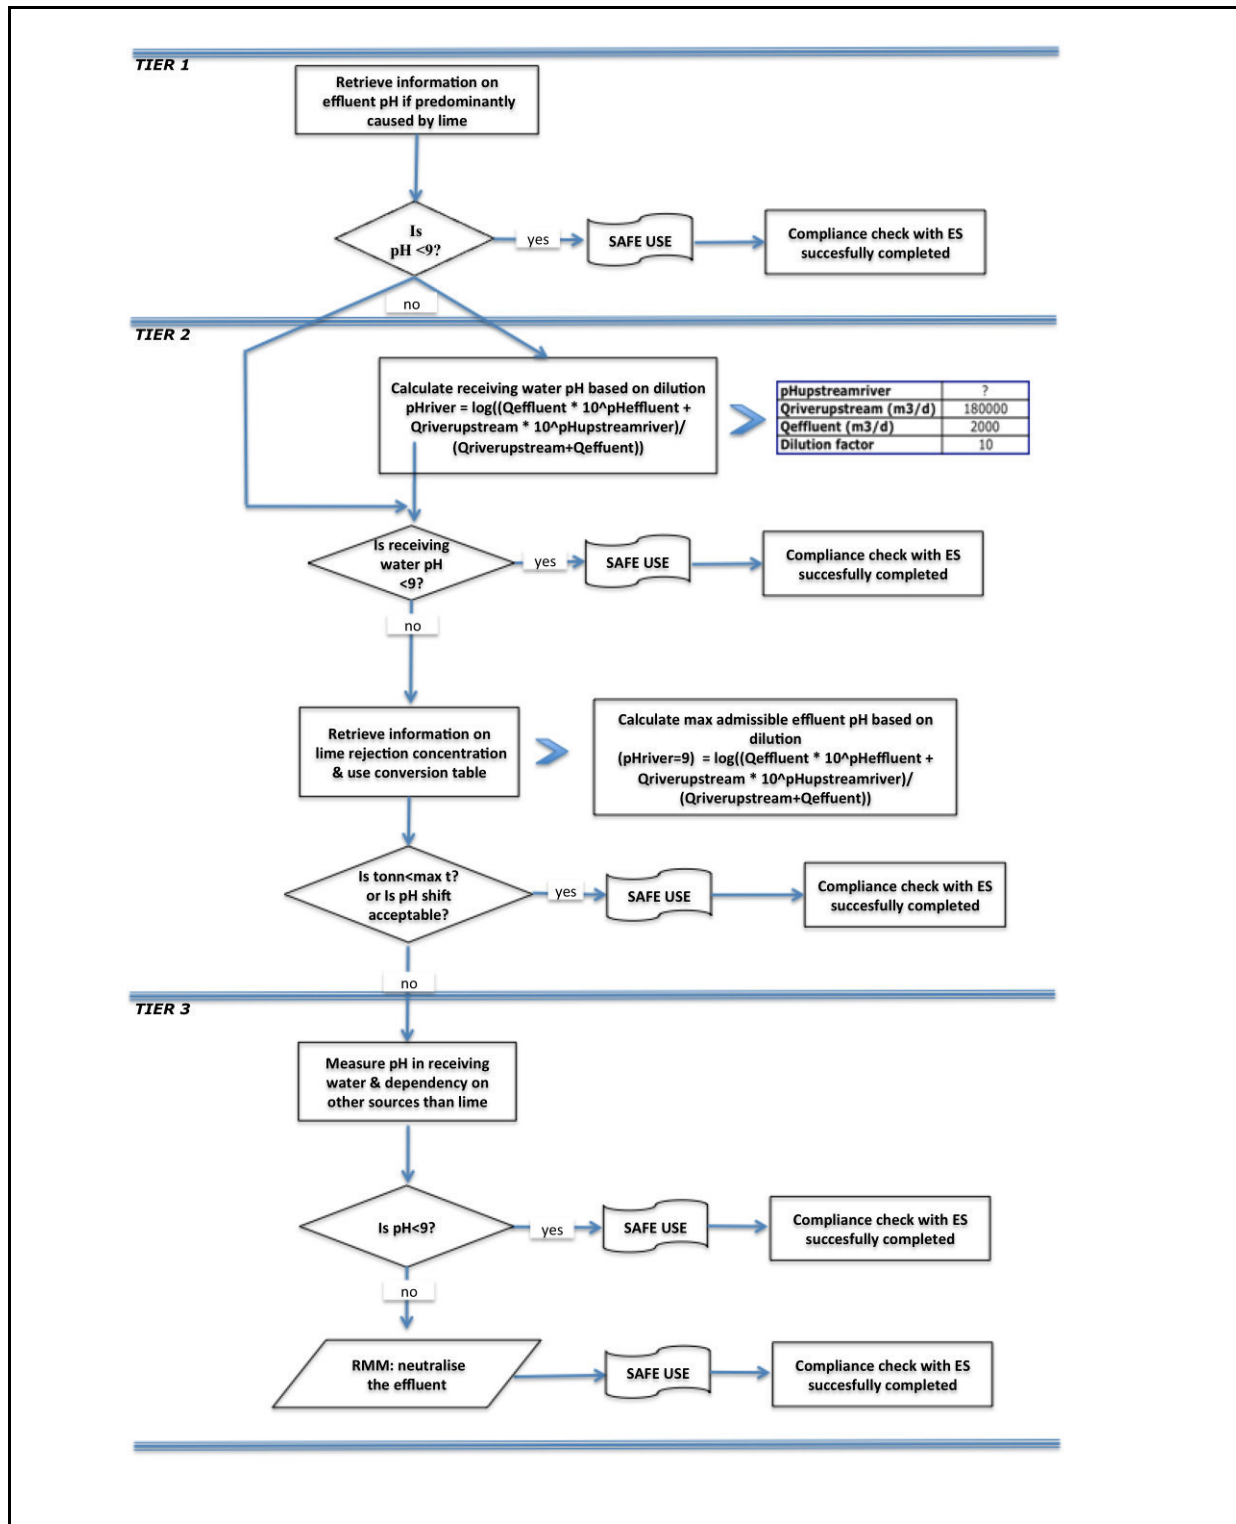 TIER 1
Retrieve information on
effluent pH if predominantly
caused by lime
Is
pH <9?
yes
SAFE USE
Compliance check with ES
succesfully completed
no
TIER 2
Calculate receiving water pH based on dilution
pHriver = log((Qeffluent * 10^pHeffluent +
Qriverupstream * 10^pHupstreamriver)/
(Qriverupstream+Qeffuent))
pHupstreamriver ?
Qriverupstream (m3/d) 180000
Qeffluent (m3/d) 2000
Dilution factor 10
Is receiving
water pH
<9?
yes
SAFE USE
Compliance check with ES
succesfully completed
no
Retrieve information on
lime rejection concentration
& use conversion table
Calculate max admissible effluent pH based on
dilution
(pHriver=9) = log((Qeffluent * 10^pHeffluent +
Qriverupstream * 10^pHupstreamriver)/
(Qriverupstream+Qeffuent))
Is tonn<max t?
or Is pH shift
acceptable?
yes
SAFE USE
Compliance check with ES
succesfully completed
no
TIER 3
Measure pH in receiving
water & dependency on
other sources than lime
Is pH<9?
yes
SAFE USE
Compliance check with ES
succesfully completed
no
RMM: neutralise
the effluent
SAFE USE
Compliance check with ES
succesfully completed